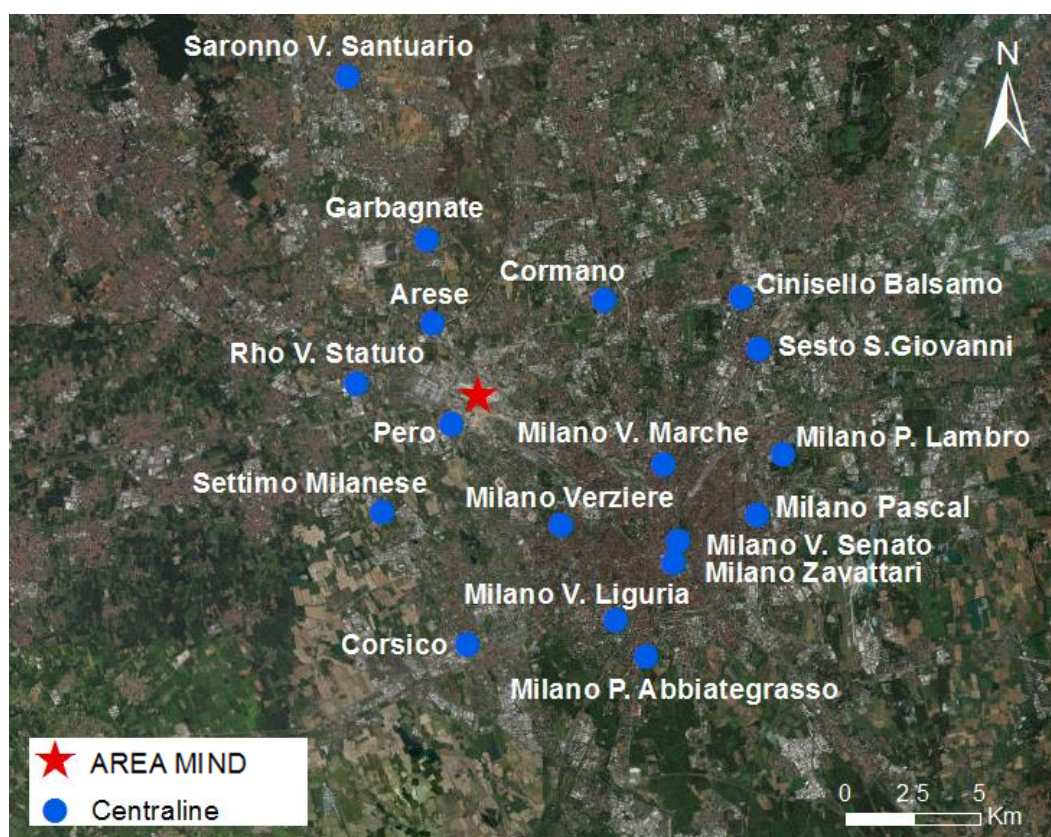 Saronno V. Santuario
N
Garbagnate
Cormano
Cinisello Balsamo
Arese
Sesto S.Giovanni
Rho V. Statuto
Pero
Milano V. Marche
Milano P. Lambro
Settimo Milanese
Milano Verziere
Milano Pascal
Milano V. Senato
Milano Zavattari
Milano V. Liguria
Corsico
Milano P. Abbiategrasso
AREA MIND
Centraline
0 2.5 5
Km